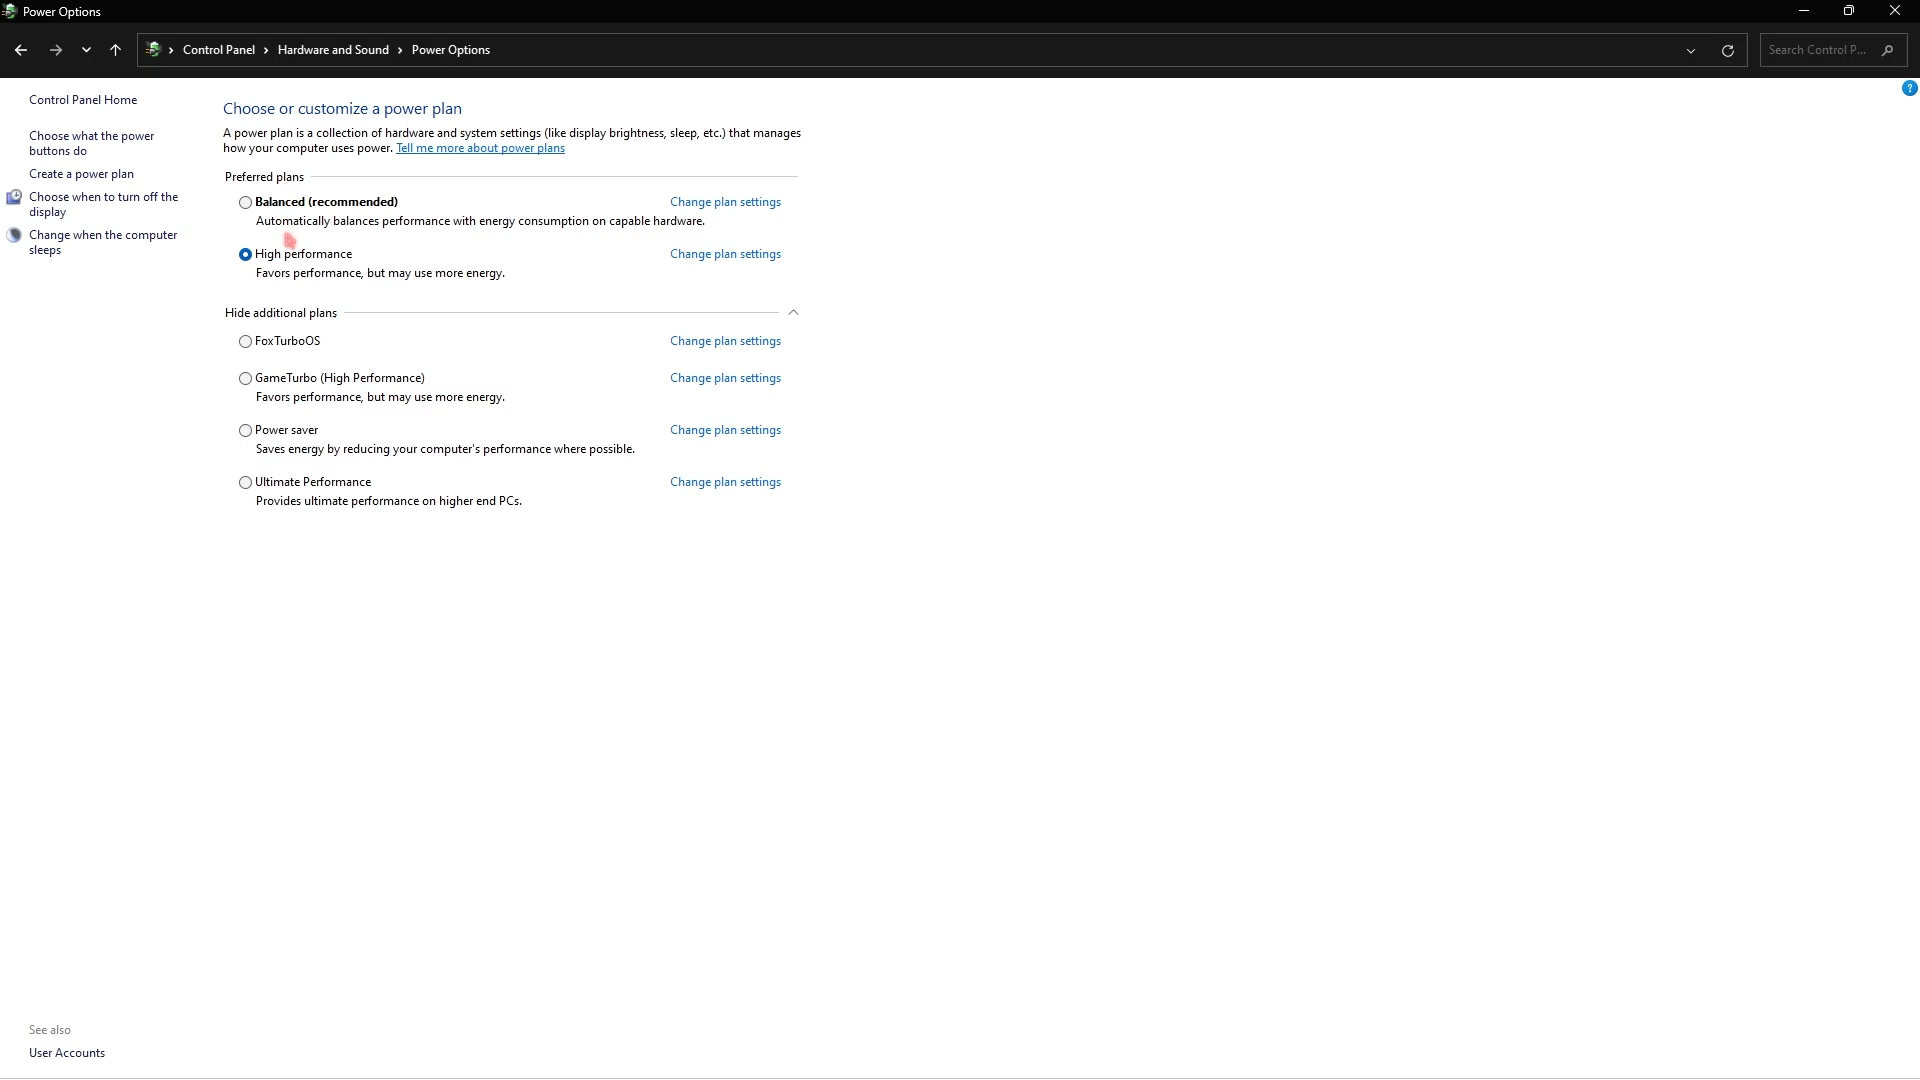 Power Options
Control Panel > Hardware and Sound > Power Options
Search Control P...
Control Panel Home
Choose what the power
buttons do
Create a power plan
Choose when to turn off the
display
Change when the computer
sleeps
Choose or customize a power plan
A power plan is a collection of hardware and system settings (like display brightness, sleep, etc.) that manages
how your computer uses power. Tell me more about power plans
Preferred plans
Balanced (recommended) Change plan settings
Automatically balances performance with energy consumption on capable hardware.
High performance Change plan settings
Favors performance, but may use more energy.
Hide additional plans
FoxTurboOS Change plan settings
GameTurbo (High Performance) Change plan settings
Favors performance, but may use more energy.
Power saver Change plan settings
Saves energy by reducing your computer's performance where possible.
Ultimate Performance Change plan settings
Provides ultimate performance on higher end PCs.
See also
User Accounts